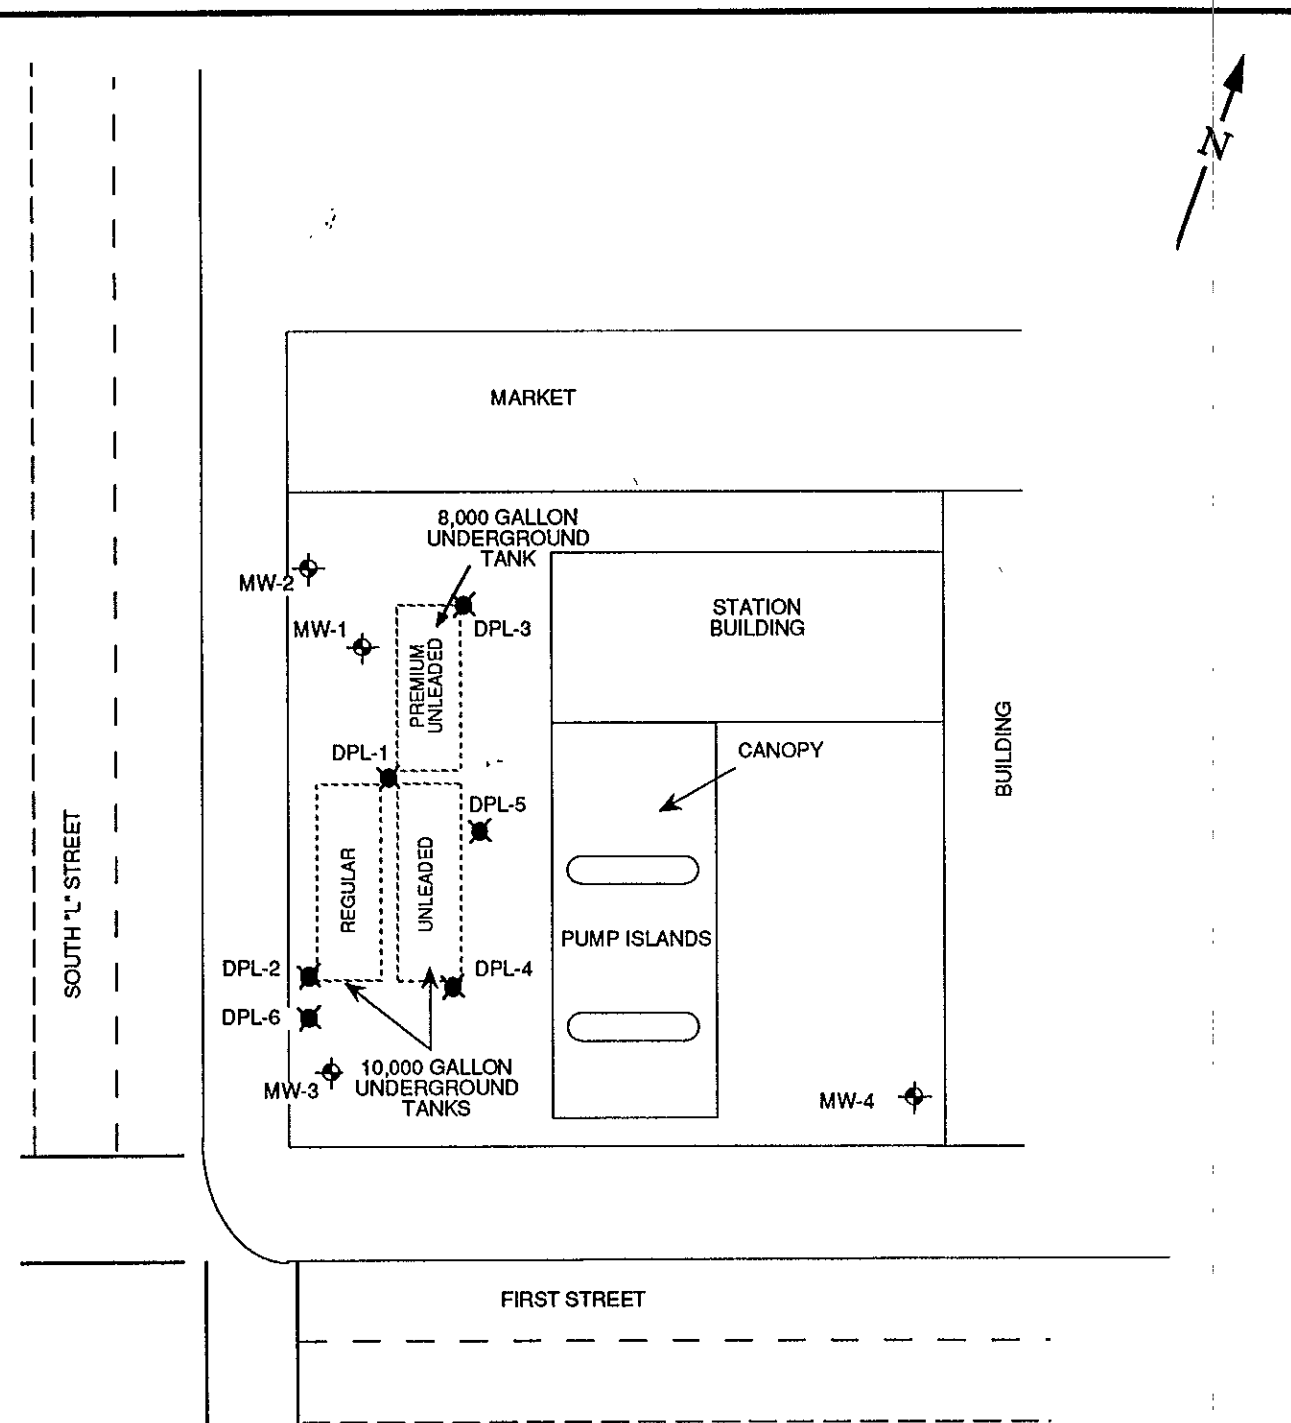 N
MARKET
8,000 GALLON
UNDERGROUND
TANK
MW-2
MW-1
DPL-3
STATION
BUILDING
PREMIUM
UNLEADED
BUILDING
DPL-1
CANOPY
DPL-5
SOUTH "L" STREET
REGULAR
UNLEADED
PUMP ISLANDS
DPL-2
DPL-4
DPL-6
10,000 GALLON
UNDERGROUND
TANKS
MW-3
MW-4
FIRST STREET